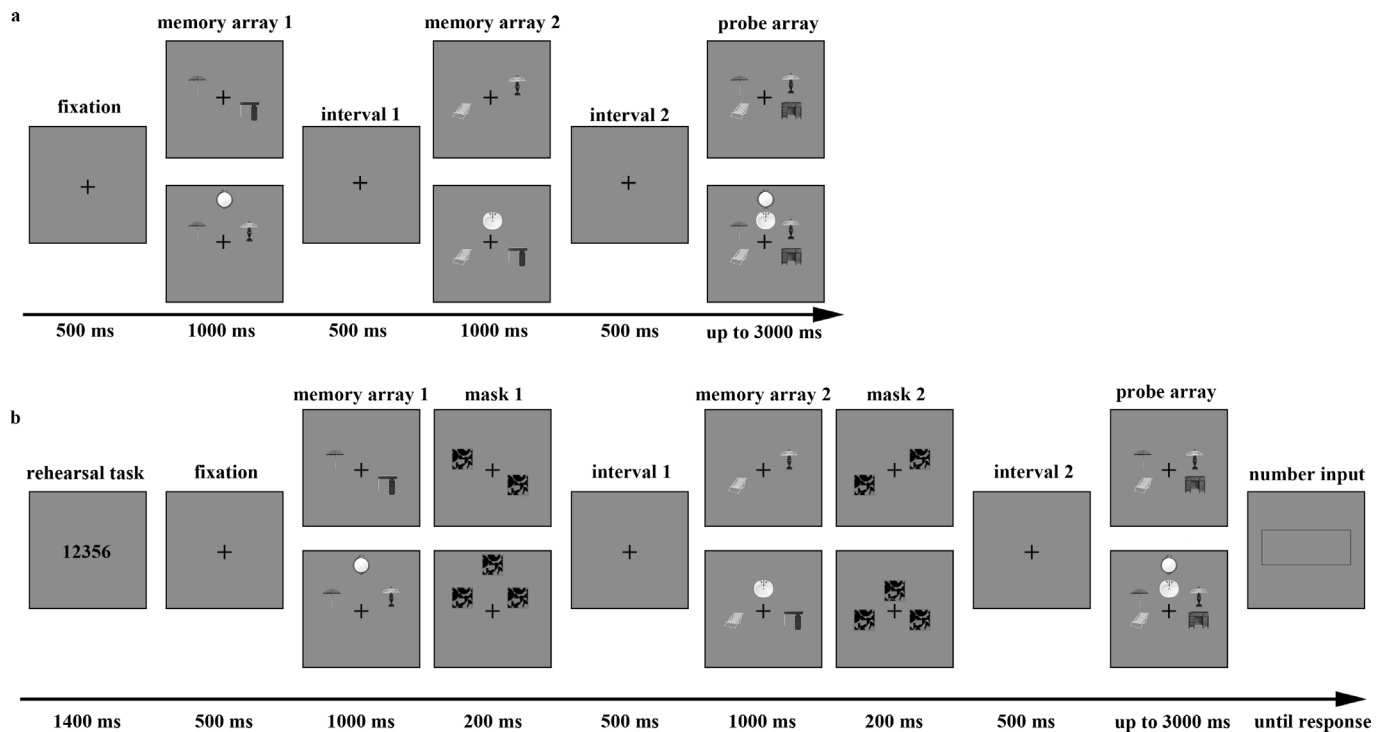 a
memory array 1
memory array 2
probe array
fixation
interval 1
interval 2
500 ms
1000 ms
500 ms
1000 ms
500 ms
up to 3000 ms
b
memory array 1
mask 1
memory array 2
mask 2
probe array
rehearsal task
fixation
interval 1
interval 2
number input
12356
1400 ms
500 ms
1000 ms
200 ms
500 ms
1000 ms
200 ms
500 ms
up to 3000 ms
until response